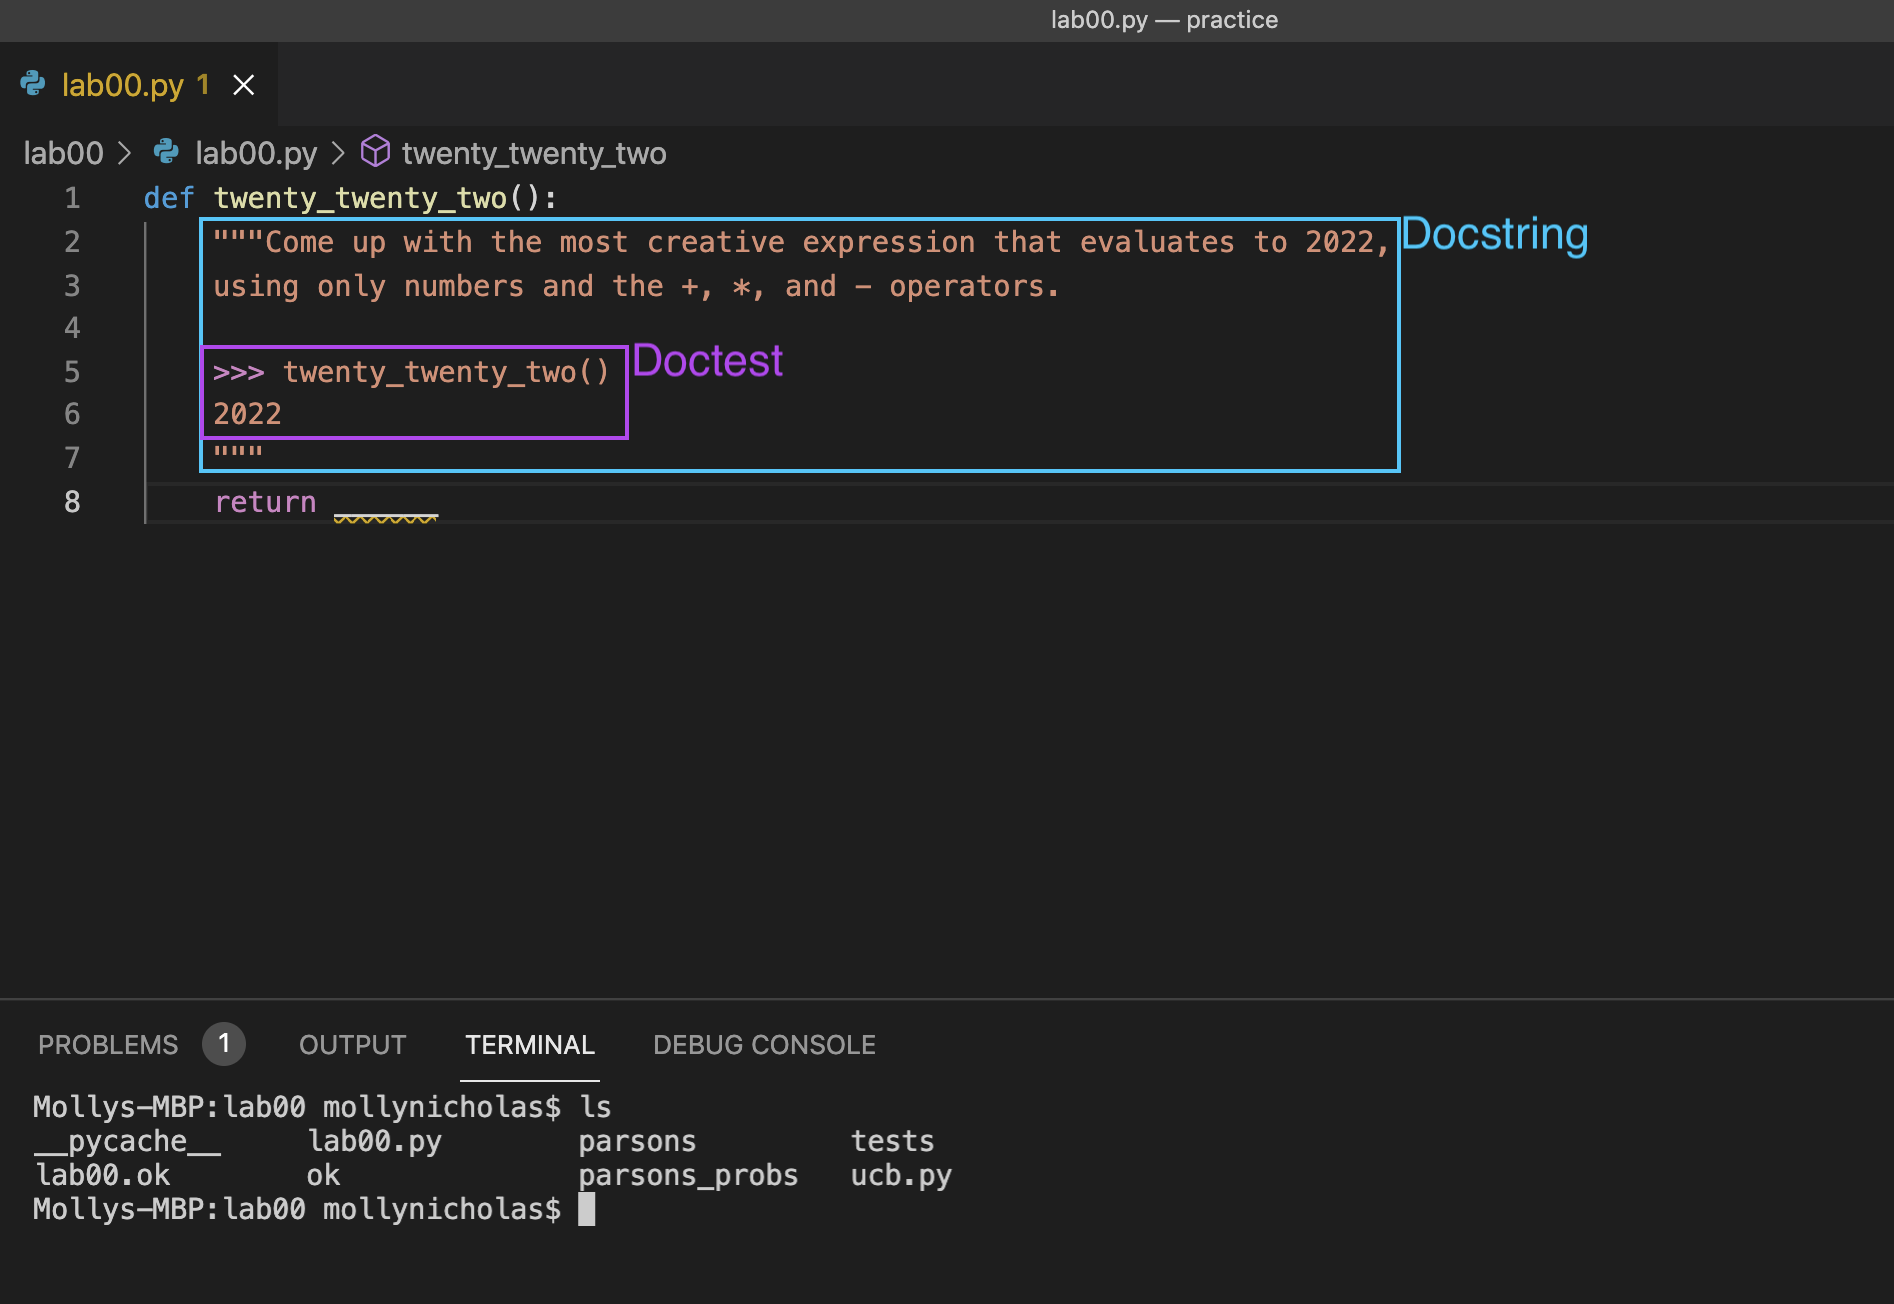 lab00.py — practice
lab00.py 1
lab00 > lab00.py > twenty_twenty_two
1 def twenty_twenty_two():
2 """Come up with the most creative expression that evaluates to 2022, Docstring
3 using only numbers and the +, *, and - operators.
4
5 >>> twenty_twenty_two() Doctest
6 2022
7 """
8 return ______
PROBLEMS 1 OUTPUT TERMINAL DEBUG CONSOLE
Mollys-MBP:lab00 mollynicholas$ ls
__pycache__ lab00.py parsons tests
lab00.ok ok parsons_probs ucb.py
Mollys-MBP:lab00 mollynicholas$